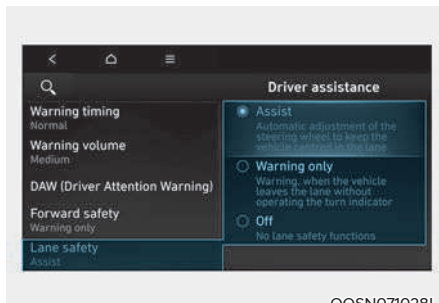 Driver assistance
Warning timing
Normal
Warning volume
Medium
DAW (Driver Attention Warning)
Forward safety
Warning only
Lane safety
Assist
Assist
Automatic adjustment of the
steering wheel to keep the
vehicle centred in the lane
Warning only
Warning, when the vehicle
leaves the lane without
operating the turn indicator
Off
No lane safety functions